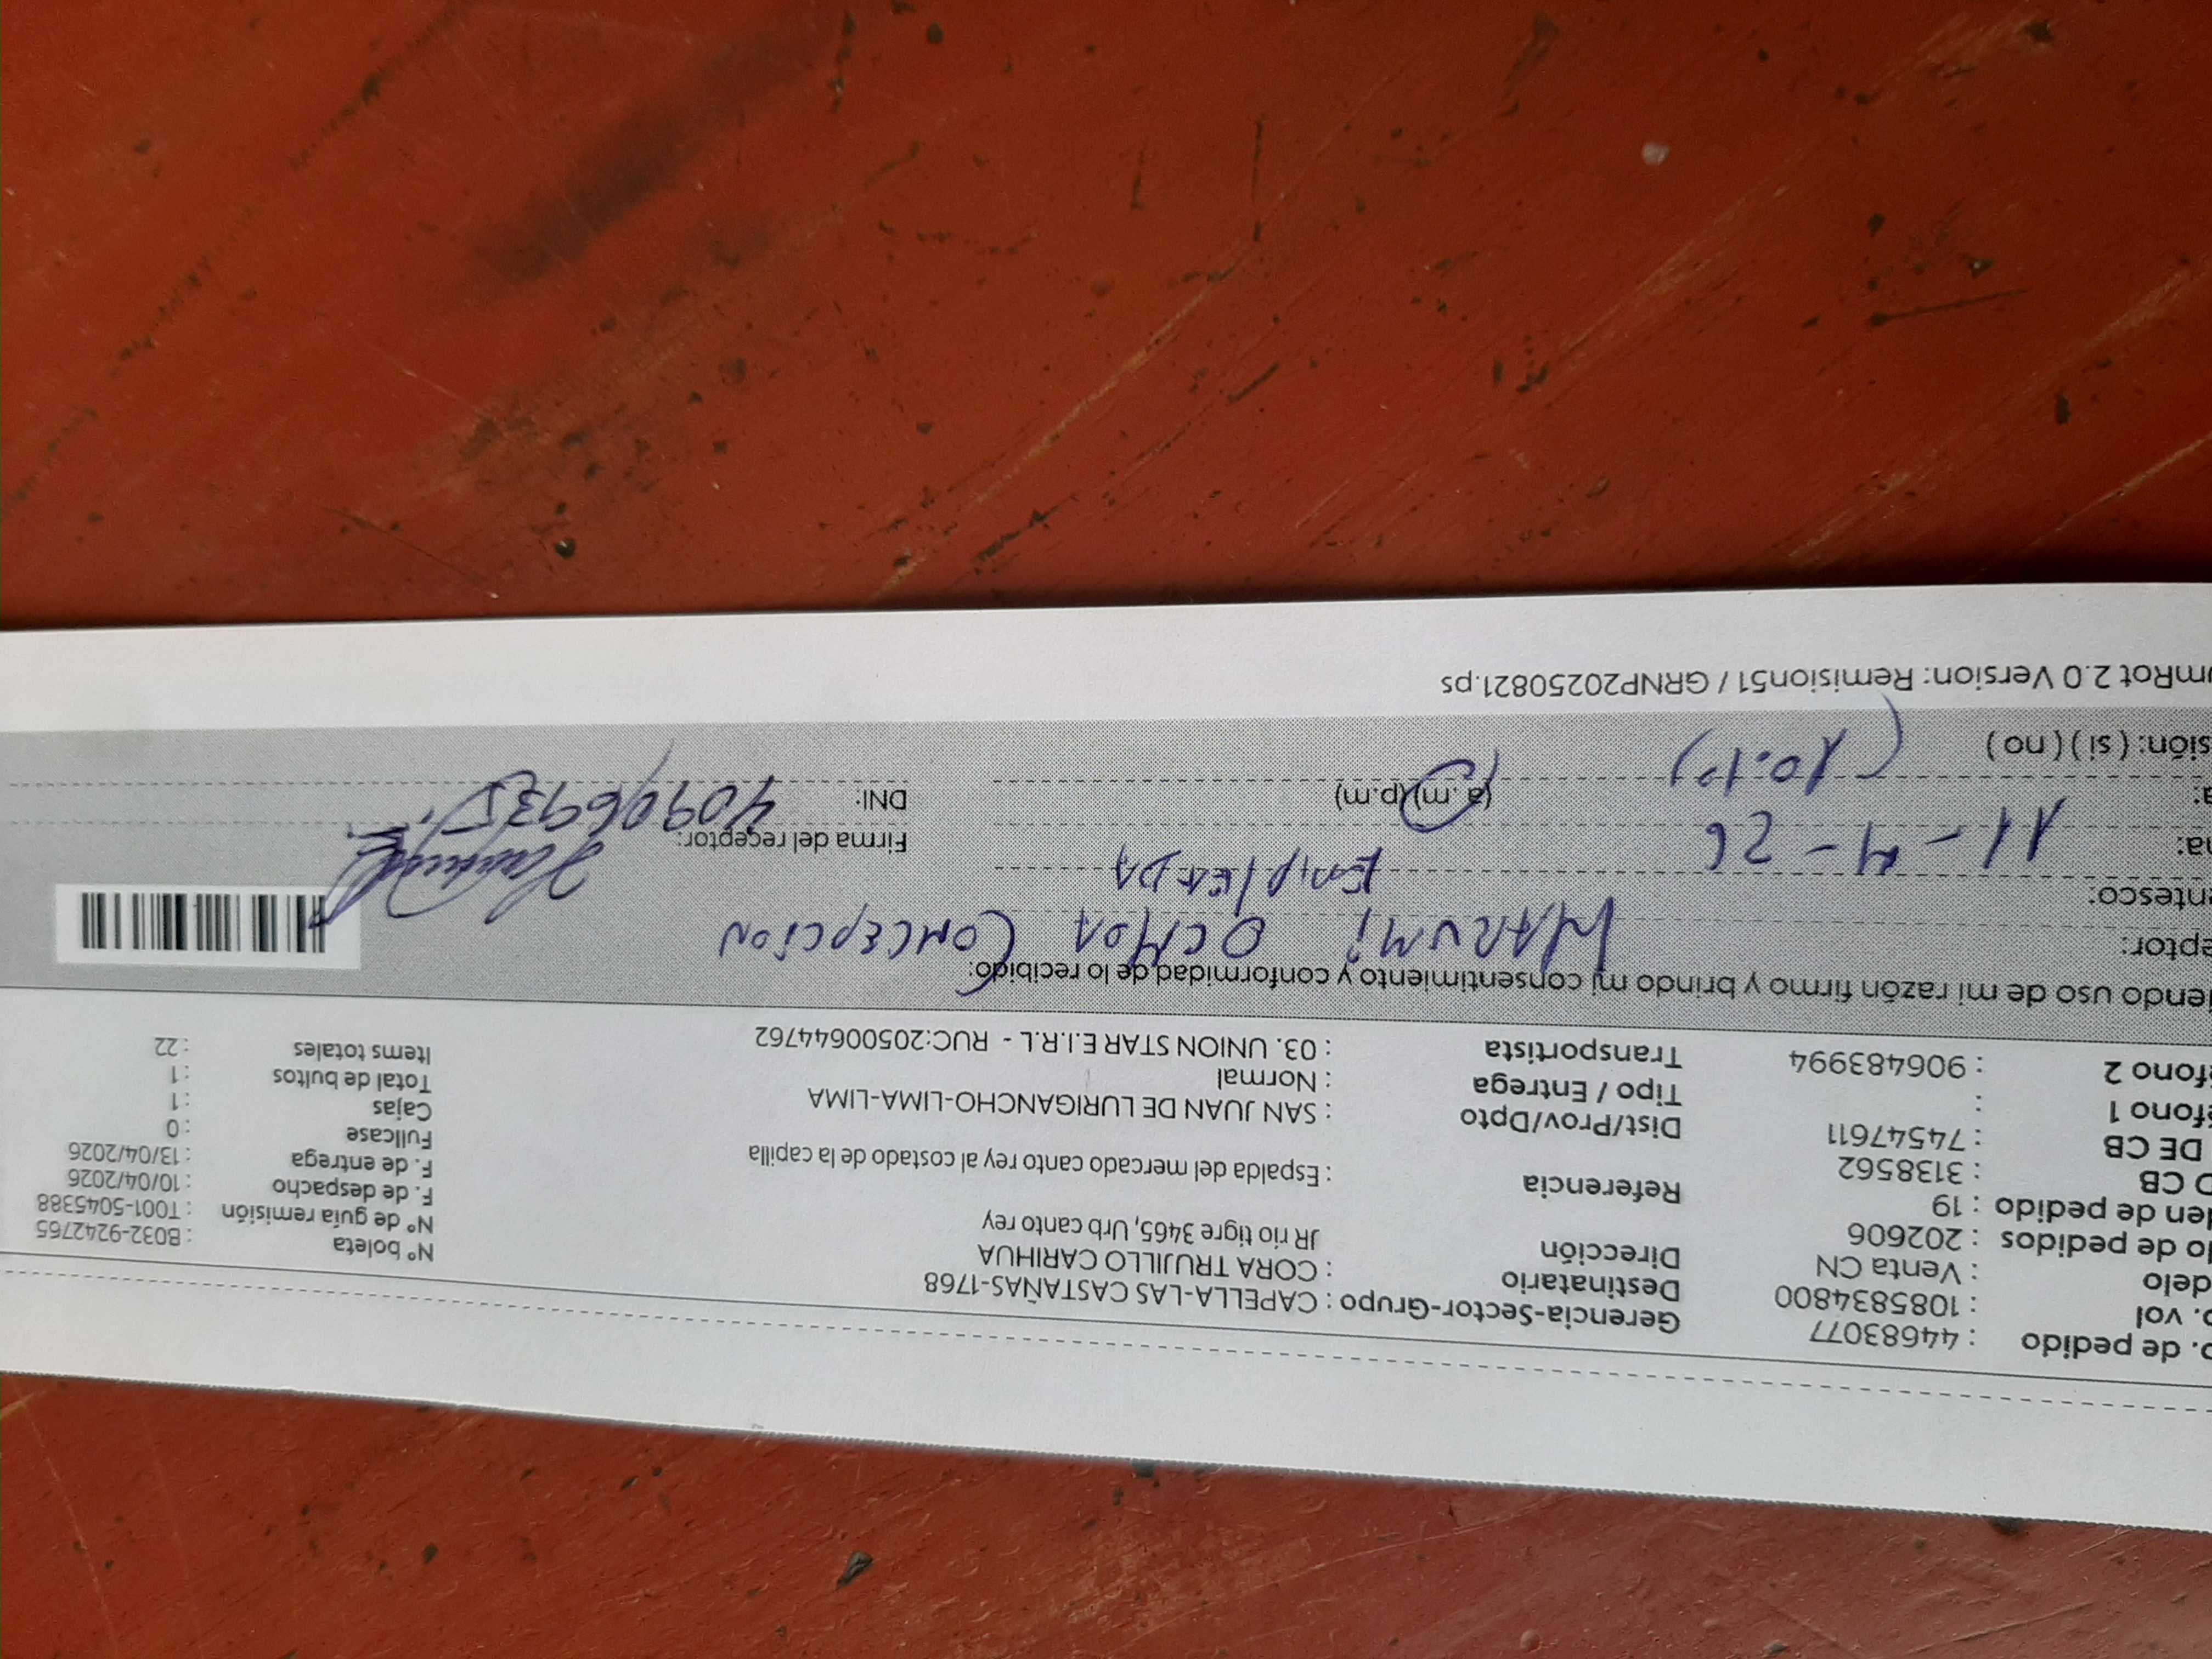 o. de pedido : 44683077 Gerencia-Sector-Grupo : CAPELLA-LAS CASTAÑAS-1768 N° boleta : B032-9242765
o. vol : 1085834800 Destinatario : CORA TRUJILLO CARIHUA N° de guía remisión : T001-5045388
delo : Venta CN Dirección JR rio tigre 3465, Urb canto rey F. de despacho : 10/04/2026
lo de pedidos : 202606 F. de entrega : 13/04/2026
den de pedido : 19 Referencia : Espalda del mercado canto rey al costado de la capilla Fullcase : 0
O CB : 3138562 Cajas : 1
DE CB : 74547611 Dist/Prov/Dpto : SAN JUAN DE LURIGANCHO-LIMA-LIMA Total de bultos : 1
éfono 1 : Tipo / Entrega : Normal Items totales : 22
éfono 2 : 906483994 Transportista : 03. UNION STAR E.I.R.L - RUC:20500644762
iendo uso de mi razón firmo y brindo mi consentimiento y conformidad de lo recibido:
eptor: MARUMI OCHOA CONCEPCION
entesco: EMPLEADA
na: 11-4-26 Firma del receptor:
a: (10:19) (a.m) (p.m) DNI: 40906935
sión: ( si ) ( no )
umRot 2.0 Version: Remision51 / GRNP20250821.ps